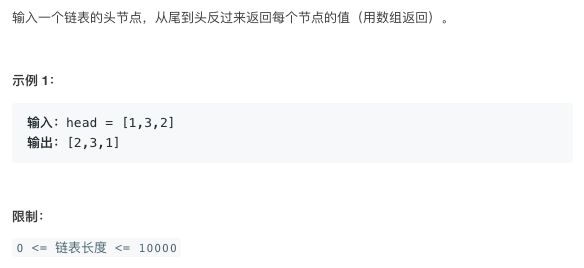 输入一个链表的头节点，从尾到头反过来返回每个节点的值（用数组返回）。
示例 1：
输入：head = [1,3,2]
输出：[2,3,1]
限制：
0 <= 链表长度 <= 10000